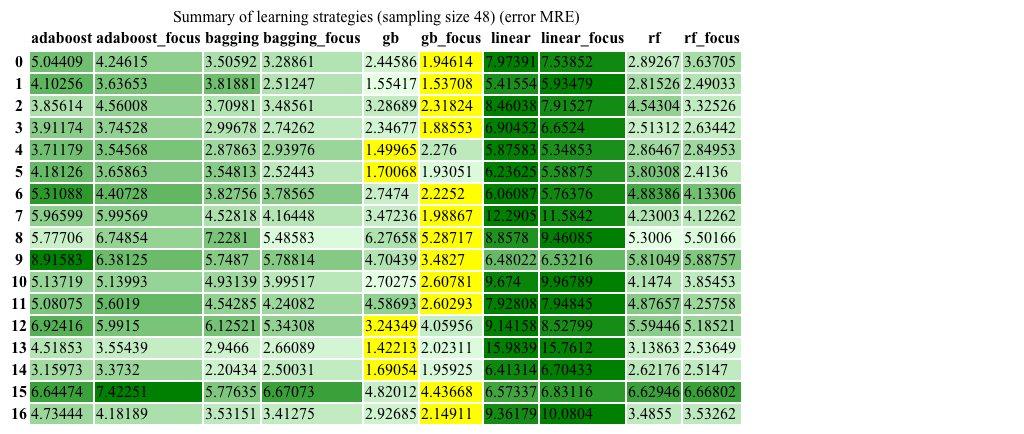 Summary of learning strategies (sampling size 48) (error MRE)
adaboost adaboost_focus bagging bagging_focus gb gb_focus linear linear_focus rf rf_focus
0 5.04409 4.24615 3.50592 3.28861 2.44586 1.94614 7.97391 7.53852 2.89267 3.63705
1 4.10256 3.63653 3.81881 2.51247 1.55417 1.53708 5.41554 5.93479 2.81526 2.49033
2 3.85614 4.56008 3.70981 3.48561 3.28689 2.31824 8.46038 7.91527 4.54304 3.32526
3 3.91174 3.74528 2.99678 2.74262 2.34677 1.88553 6.90452 6.6524 2.51312 2.63442
4 3.71179 3.54568 2.87863 2.93976 1.49965 2.276 5.87583 5.34853 2.86467 2.84953
5 4.18126 3.65863 3.54813 2.52443 1.70068 1.93051 6.23625 5.58875 3.80308 2.4136
6 5.31088 4.40728 3.82756 3.78565 2.7474 2.2252 6.06087 5.76376 4.88386 4.13306
7 5.96599 5.99569 4.52818 4.16448 3.47236 1.98867 12.2905 11.5842 4.23003 4.12262
8 5.77706 6.74854 7.2281 5.48583 6.27658 5.28717 8.8578 9.46085 5.3006 5.50166
9 8.91583 6.38125 5.7487 5.78814 4.70439 3.4827 6.48022 6.53216 5.81049 5.88757
10 5.13719 5.13993 4.93139 3.99517 2.70275 2.60781 9.674 9.96789 4.1474 3.85453
11 5.08075 5.6019 4.54285 4.24082 4.58693 2.60293 7.92808 7.94845 4.87657 4.25758
12 6.92416 5.9915 6.12521 5.34308 3.24349 4.05956 9.14158 8.52799 5.59446 5.18521
13 4.51853 3.55439 2.9466 2.66089 1.42213 2.02311 15.9839 15.7612 3.13863 2.53649
14 3.15973 3.3732 2.20434 2.50031 1.69054 1.95925 6.41314 6.70433 2.62176 2.5147
15 6.64474 7.42251 5.77635 6.67073 4.82012 4.43668 6.57337 6.83116 6.62946 6.66802
16 4.73444 4.18189 3.53151 3.41275 2.92685 2.14911 9.36179 10.0804 3.4855 3.53262